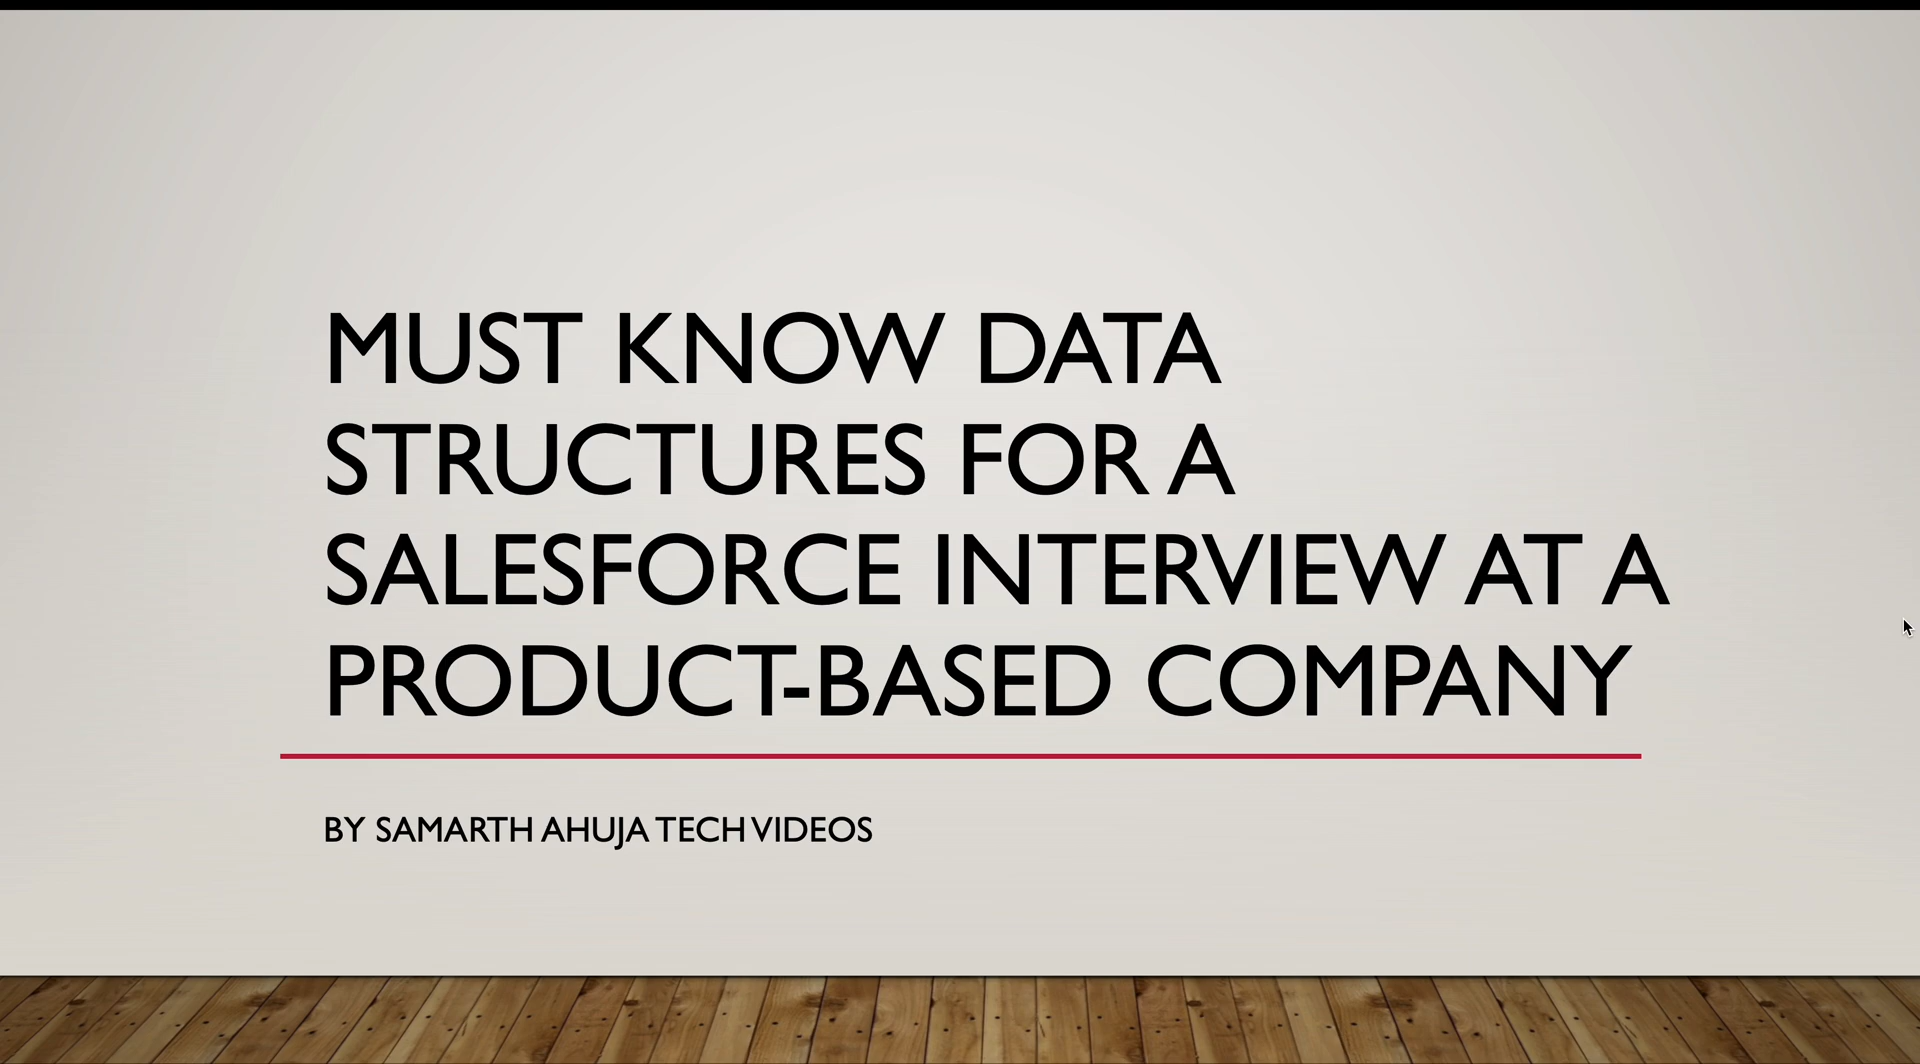 MUST KNOW DATA
STRUCTURES FOR A
SALESFORCE INTERVIEW AT A
PRODUCT-BASED COMPANY
BY SAMARTH AHUJA TECH VIDEOS